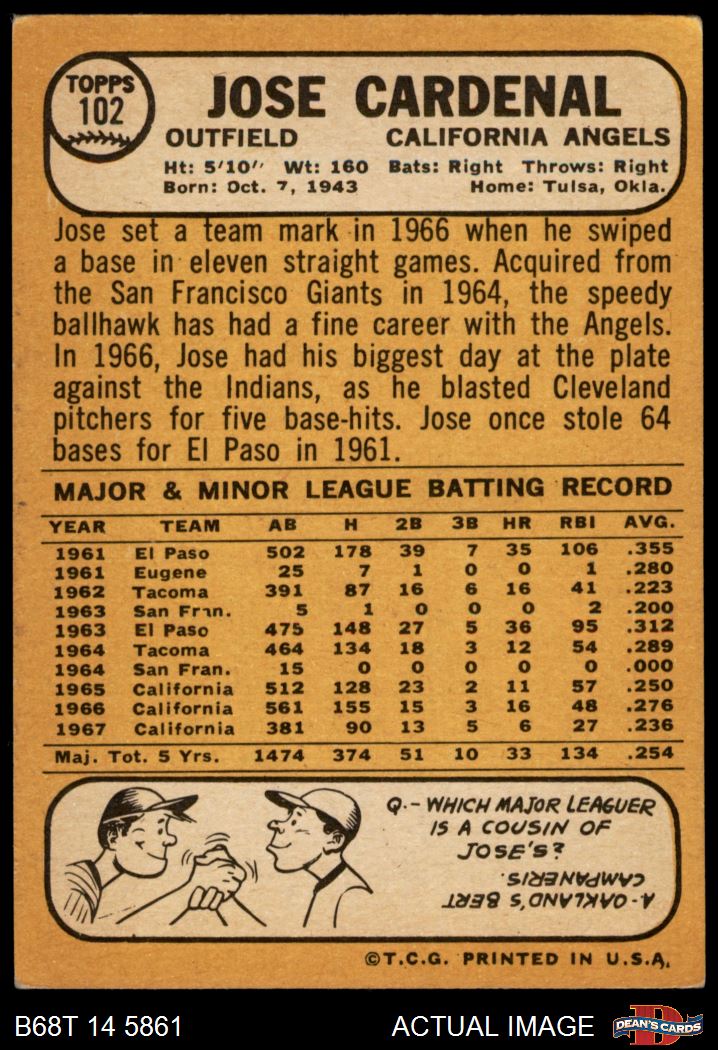 TOPPS
102
JOSE CARDENAL
OUTFIELD CALIFORNIA ANGELS
Ht: 5'10" Wt: 160 Bats: Right Throws: Right
Born: Oct. 7, 1943 Home: Tulsa, Okla.
Jose set a team mark in 1966 when he swiped
a base in eleven straight games. Acquired from
the San Francisco Giants in 1964, the speedy
ballhawk has had a fine career with the Angels.
In 1966, Jose had his biggest day at the plate
against the Indians, as he blasted Cleveland
pitchers for five base-hits. Jose once stole 64
bases for El Paso in 1961.
MAJOR & MINOR LEAGUE BATTING RECORD
YEAR TEAM AB H 2B 3B HR RBI AVG.
1961 El Paso 502 178 39 7 35 106 .355
1961 Eugene 25 7 1 0 0 1 .280
1962 Tacoma 391 87 16 6 16 41 .223
1963 San Fran. 5 1 0 0 0 2 .200
1963 El Paso 475 148 27 5 36 95 .312
1964 Tacoma 464 134 18 3 12 54 .289
1964 San Fran. 15 0 0 0 0 0 .000
1965 California 512 128 23 2 11 57 .250
1966 California 561 155 15 3 16 48 .276
1967 California 381 90 13 5 6 27 .236
Maj. Tot. 5 Yrs. 1474 374 51 10 33 134 .254
Q.- WHICH MAJOR LEAGUER
IS A COUSIN OF
JOSE'S?
A- OAKLAND'S BERT
CAMPANERIS.
©T.C.G. PRINTED IN U.S.A.
B68T 14 5861 ACTUAL IMAGE D DEAN'S CARDS